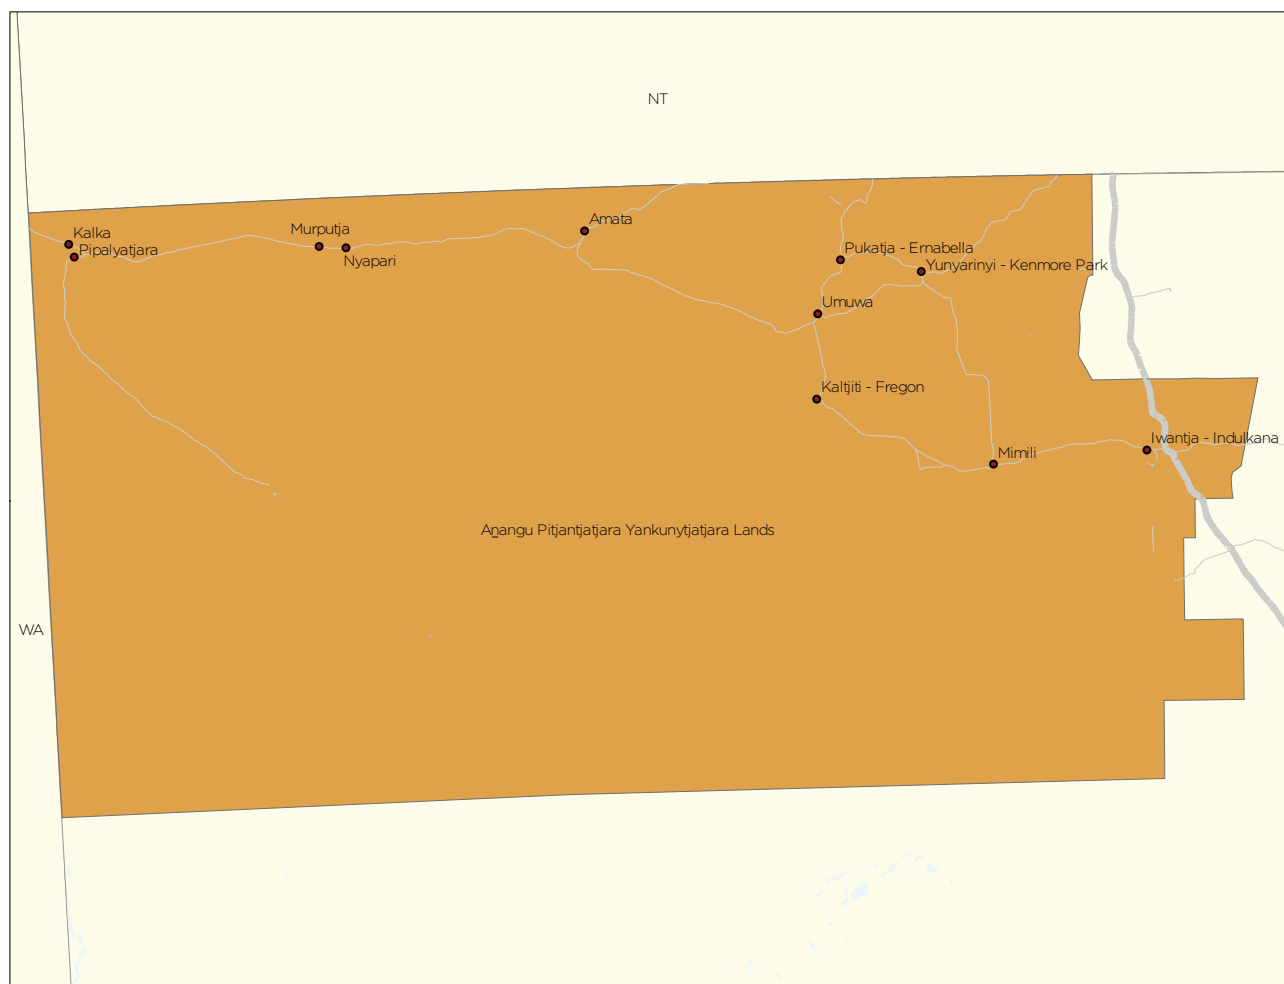 NT
Amata
Kalka
Murputja
Pukatja - Ernabella
Pipalyatjara
Nyapari
Yunyarinyi - Kenmore Park
Umuwa
Kaltjiti - Fregon
Iwantja - Indulkana
Mimili
Aṉangu Pitjantjatjara Yankunytjatjara Lands
WA